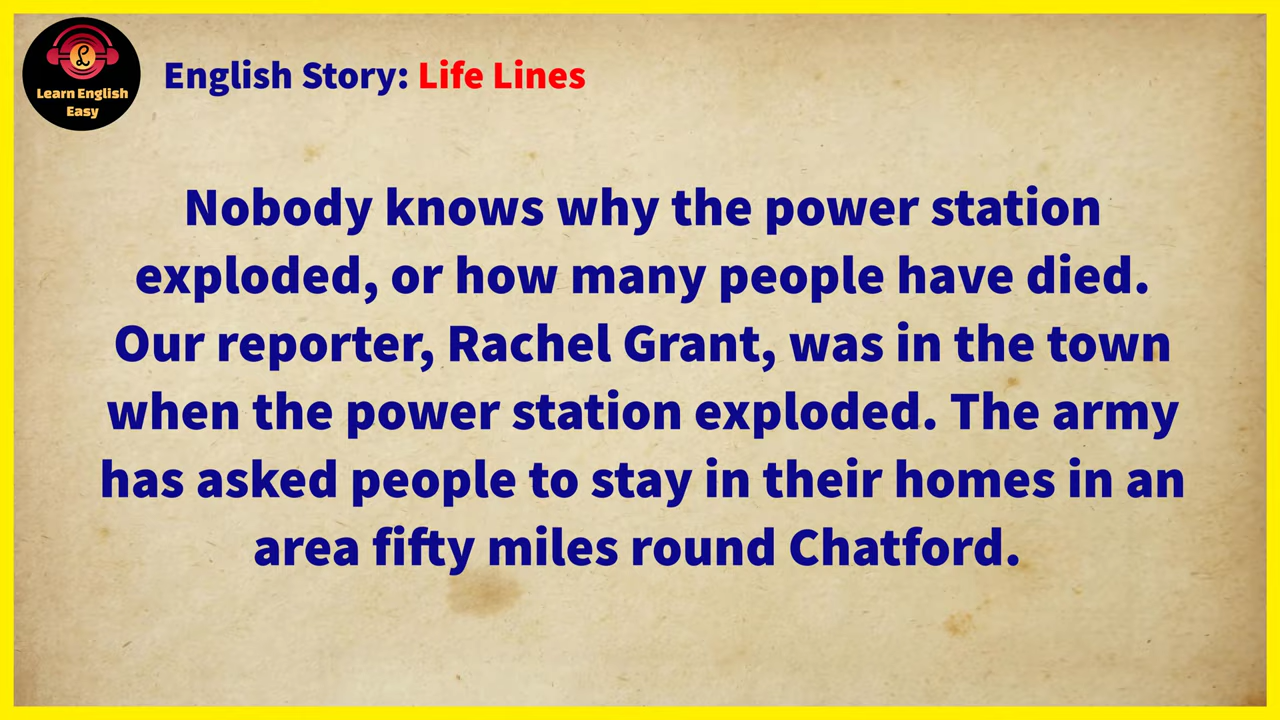 Learn English
Easy
English Story: Life Lines
Nobody knows why the power station
exploded, or how many people have died.
Our reporter, Rachel Grant, was in the town
when the power station exploded. The army
has asked people to stay in their homes in an
area fifty miles round Chatford.